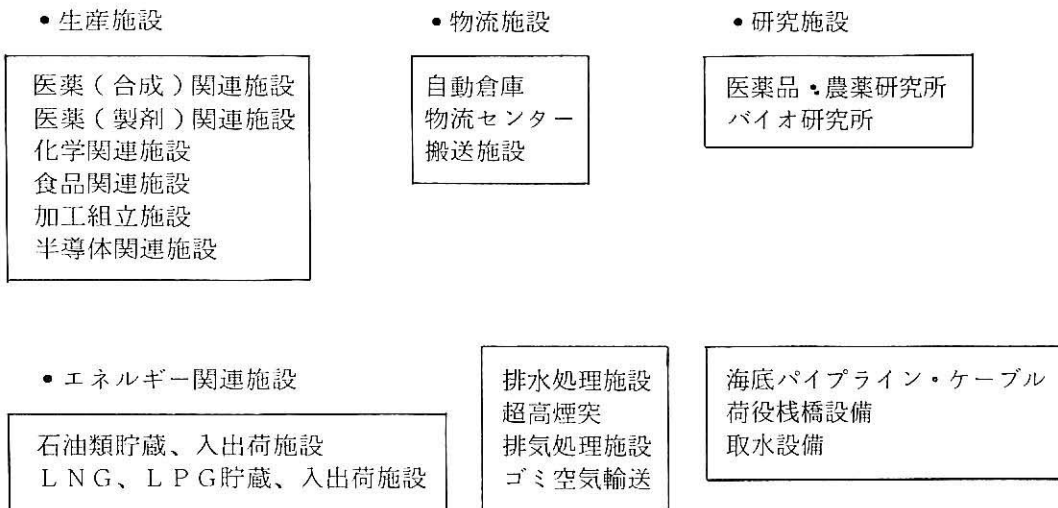 •生産施設
医薬（合成）関連施設
医薬（製剤）関連施設
化学関連施設
食品関連施設
加工組立施設
半導体関連施設
•物流施設
自動倉庫
物流センター
搬送施設
•研究施設
医薬品・農薬研究所
バイオ研究所
•エネルギー関連施設
石油類貯蔵、入出荷施設
ＬＮＧ、ＬＰＧ貯蔵、入出荷施設
排水処理施設
超高煙突
排気処理施設
ゴミ空気輸送
海底パイプライン・ケーブル
荷役桟橋設備
取水設備